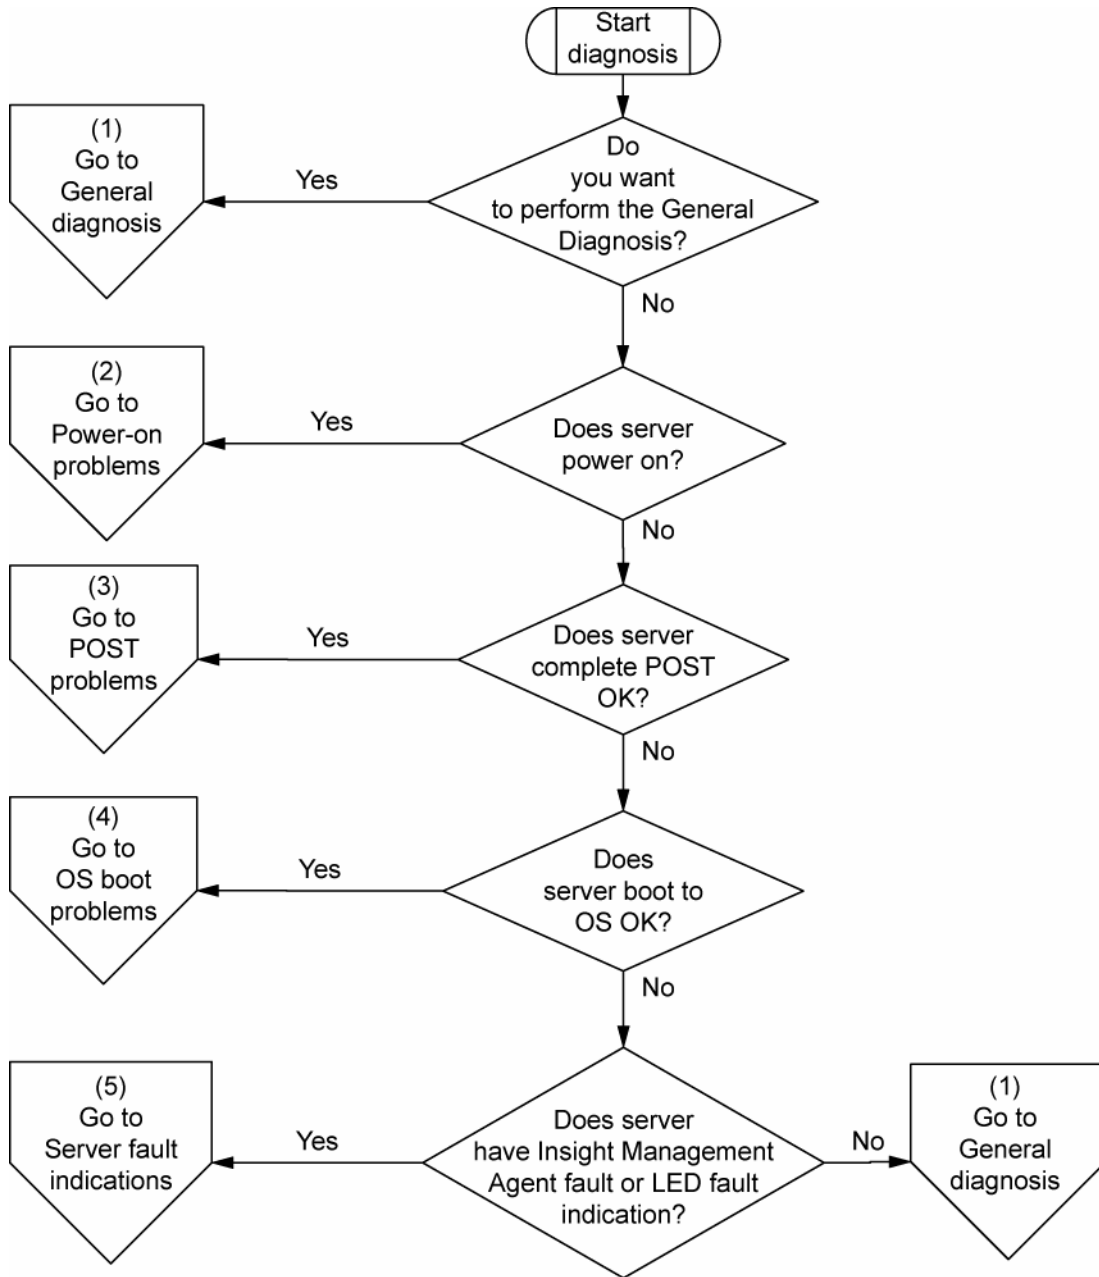 Start
diagnosis
Do
you want
to perform the General
Diagnosis?
Yes
(1)
Go to
General
diagnosis
No
Does server
power on?
Yes
(2)
Go to
Power-on
problems
No
Does server
complete POST
OK?
Yes
(3)
Go to
POST
problems
No
Does
server boot to
OS OK?
Yes
(4)
Go to
OS boot
problems
No
Does server
have Insight Management
Agent fault or LED fault
indication?
Yes
(5)
Go to
Server fault
indications
No
(1)
Go to
General
diagnosis